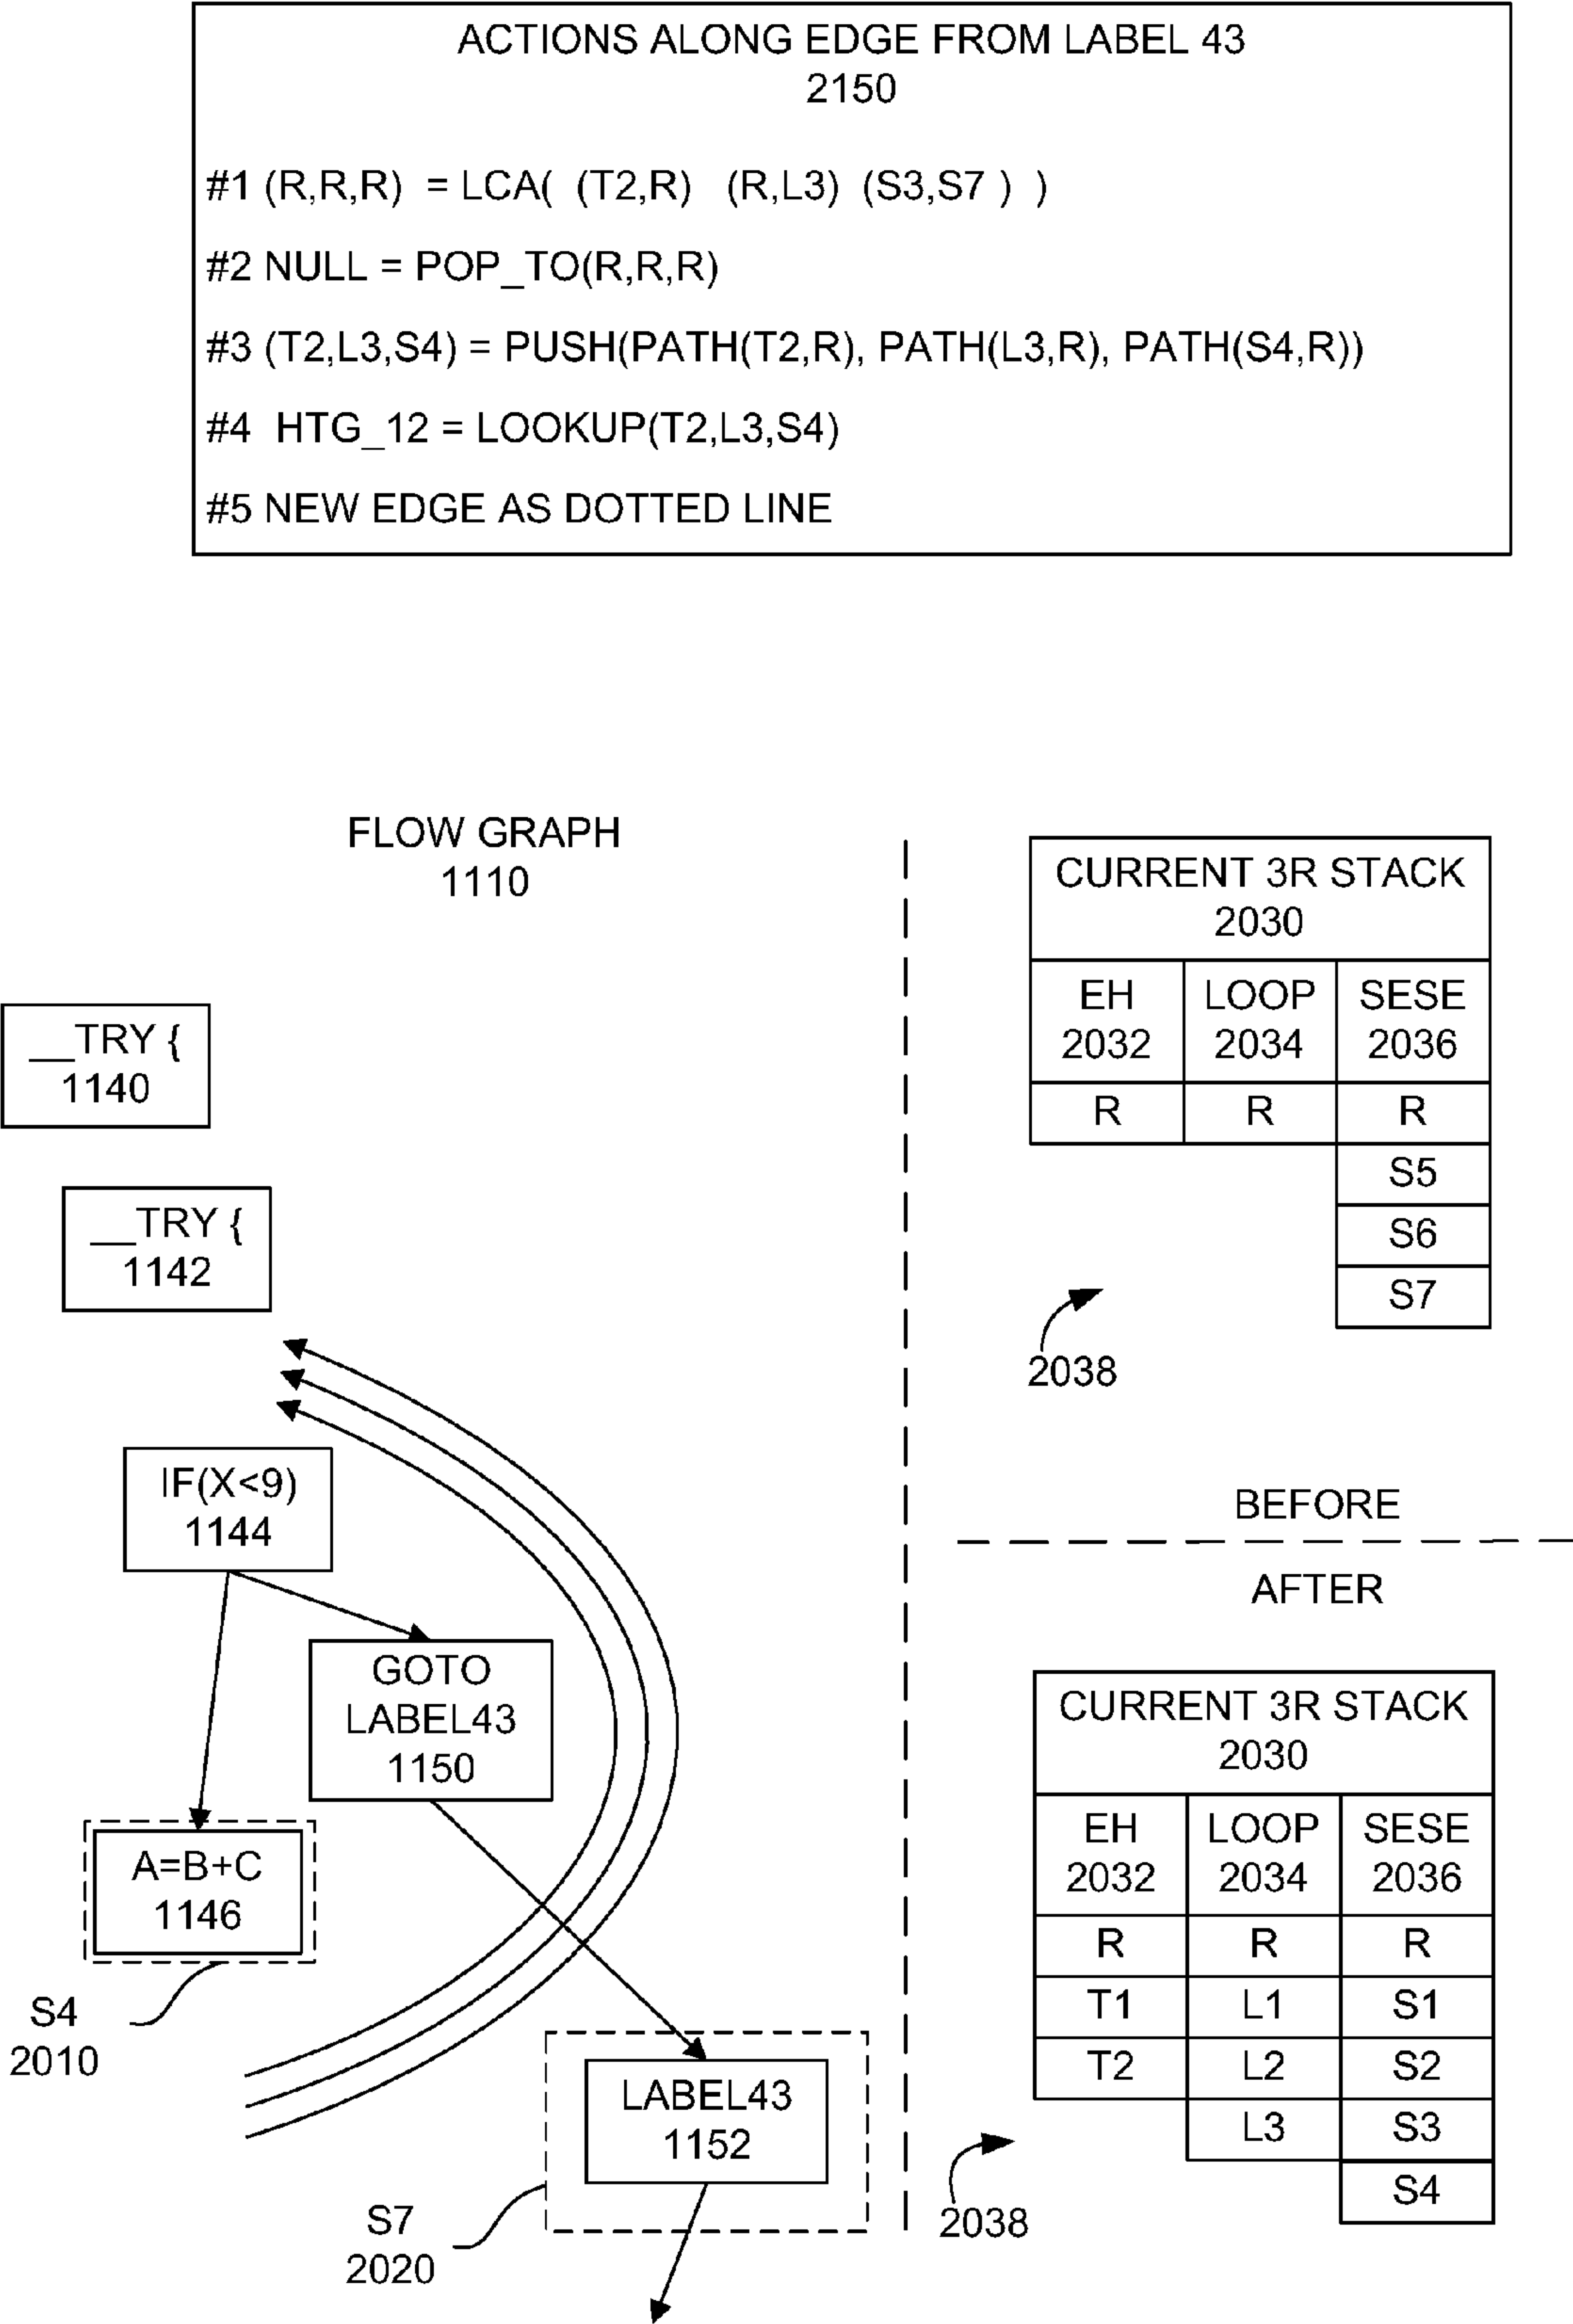 ACTIONS ALONG EDGE FROM LABEL 43
2150
#1 (R,R,R) = LCA( (T2,R) (R,L3) (S3,S7 ) )
#2 NULL = POP_TO(R,R,R)
#3 (T2,L3,S4) = PUSH(PATH(T2,R), PATH(L3,R), PATH(S4,R))
#4 HTG_12 = LOOKUP(T2,L3,S4)
#5 NEW EDGE AS DOTTED LINE
FLOW GRAPH
1110
__TRY {
1140
__TRY {
1142
IF(X<9)
1144
GOTO
LABEL43
1150
A=B+C
1146
S4
2010
LABEL43
1152
S7
2020
CURRENT 3R STACK
2030
EH LOOP SESE
2032 2034 2036
R R R
S5
S6
S7
2038
BEFORE
AFTER
CURRENT 3R STACK
2030
EH LOOP SESE
2032 2034 2036
R R R
T1 L1 S1
T2 L2 S2
L3 S3
S4
2038